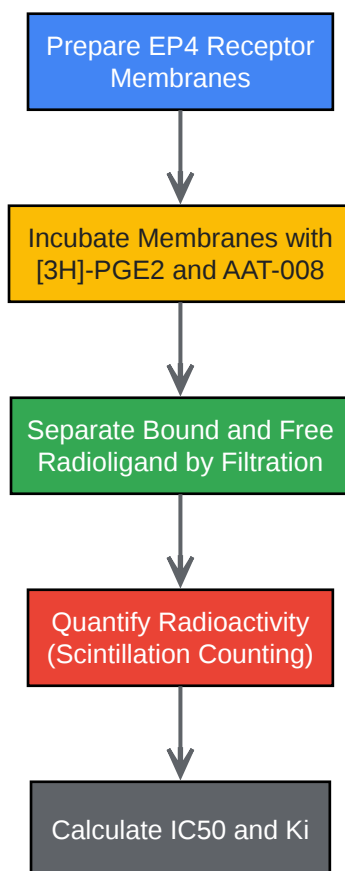 Prepare EP4 Receptor
Membranes
Incubate Membranes with
[3H]-PGE2 and AAT-008
Separate Bound and Free
Radioligand by Filtration
Quantify Radioactivity
(Scintillation Counting)
Calculate IC50 and Ki